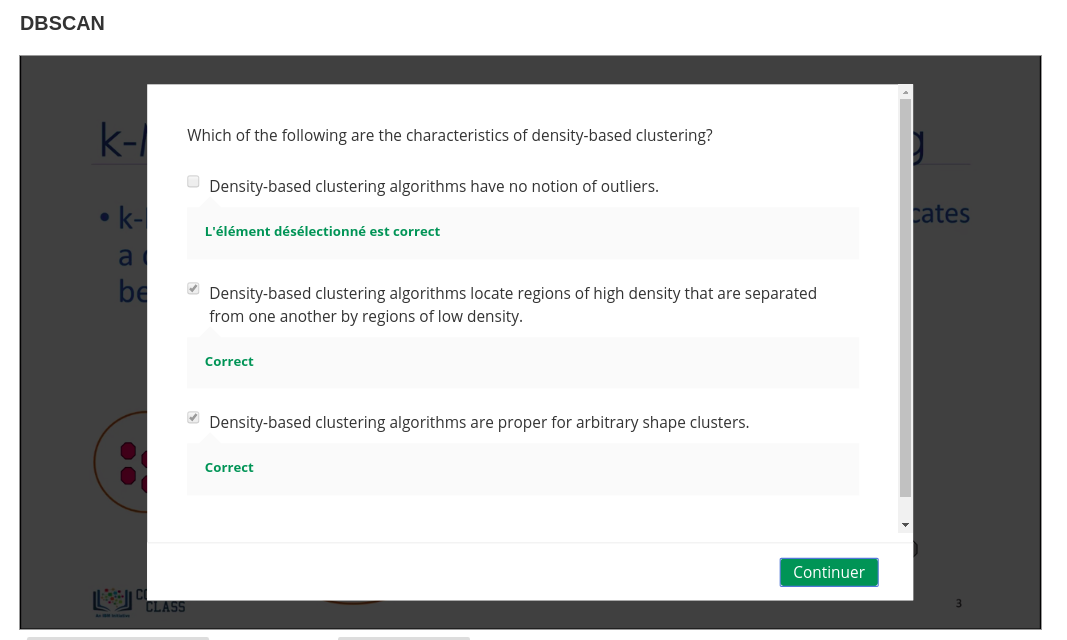 DBSCAN
Which of the following are the characteristics of density-based clustering?
Density-based clustering algorithms have no notion of outliers.
L'élément désélectionné est correct
Density-based clustering algorithms locate regions of high density that are separated
from one another by regions of low density.
Correct
Density-based clustering algorithms are proper for arbitrary shape clusters.
Correct
Continuer
k-
g
• k-
cates
a
be
CLASS
3